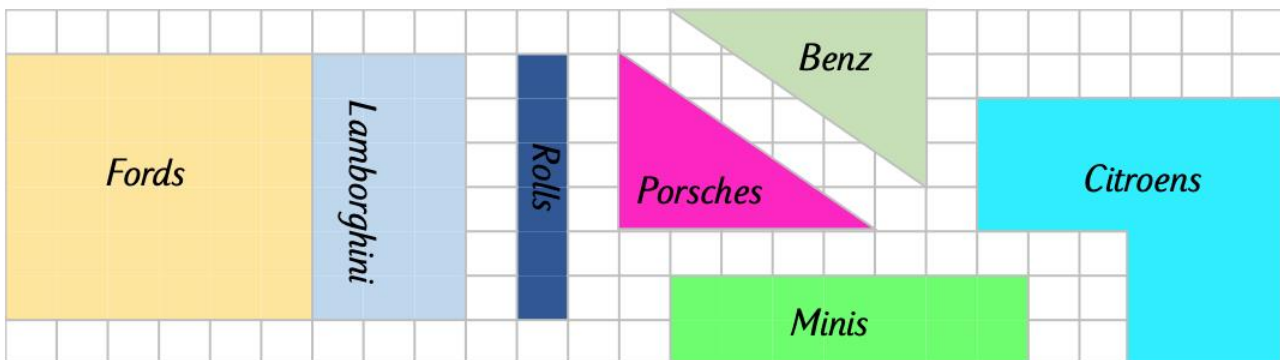 Fords
Lamborghini
Rolls
Porsches
Benz
Minis
Citroens